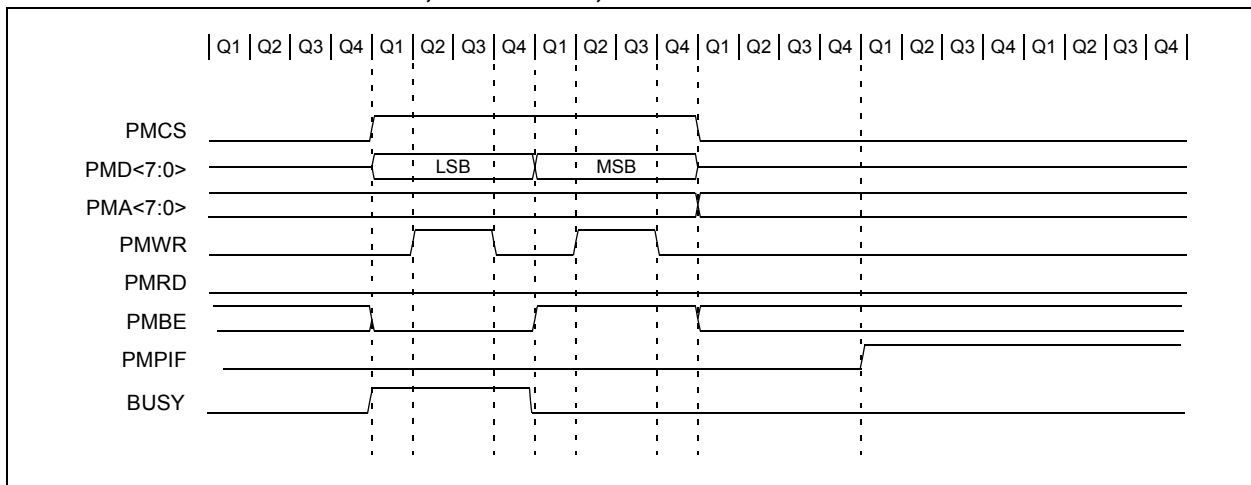 Q1 Q2 Q3 Q4 Q1 Q2 Q3 Q4 Q1 Q2 Q3 Q4 Q1 Q2 Q3 Q4 Q1 Q2 Q3 Q4 Q1 Q2 Q3 Q4
PMCS
PMD<7:0> LSB MSB
PMA<7:0>
PMWR
PMRD
PMBE
PMPIF
BUSY